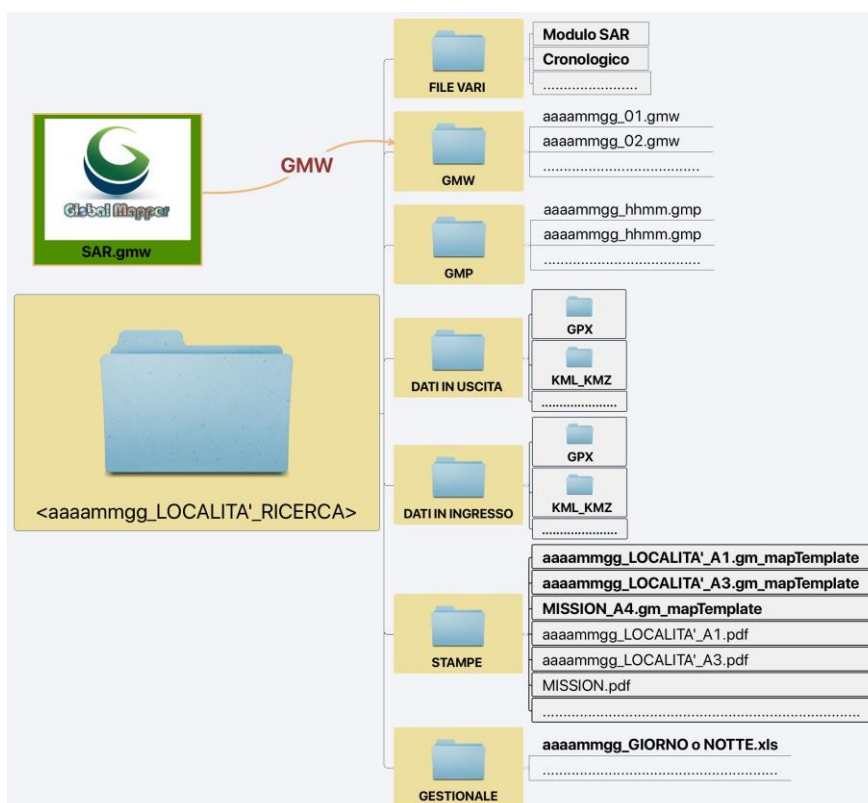 FILE VARI
Modulo SAR
Cronologico
........................
Global Mapper
SAR.gmw
GMW
GMW
aaaammgg_01.gmw
aaaammgg_02.gmw
........................................
GMP
aaaammgg_hhmm.gmp
aaaammgg_hhmm.gmp
........................................
<aaaammgg_LOCALITA'_RICERCA>
DATI IN USCITA
GPX
KML_KMZ
......................
DATI IN INGRESSO
GPX
KML_KMZ
......................
STAMPE
aaaammgg_LOCALITA'_A1.gm_mapTemplate
aaaammgg_LOCALITA'_A3.gm_mapTemplate
MISSION_A4.gm_mapTemplate
aaaammgg_LOCALITA'_A1.pdf
aaaammgg_LOCALITA'_A3.pdf
MISSION.pdf
................................................................................
GESTIONALE
aaaammgg_GIORNO o NOTTE.xls
............................................................